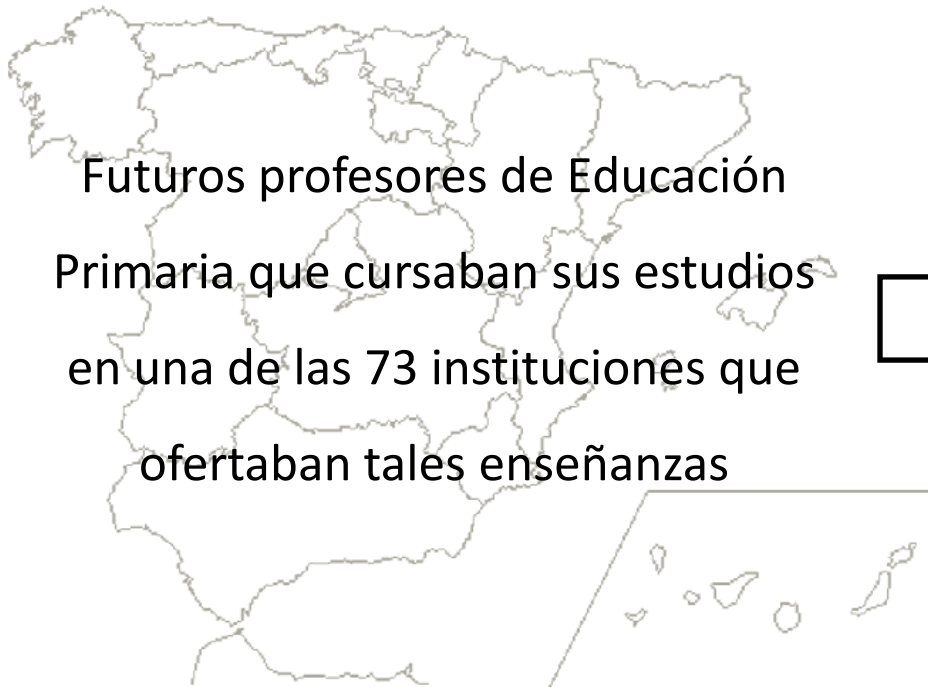 Futuros profesores de Educación
Primaria que cursaban sus estudios
en una de las 73 instituciones que
ofertaban tales enseñanzas